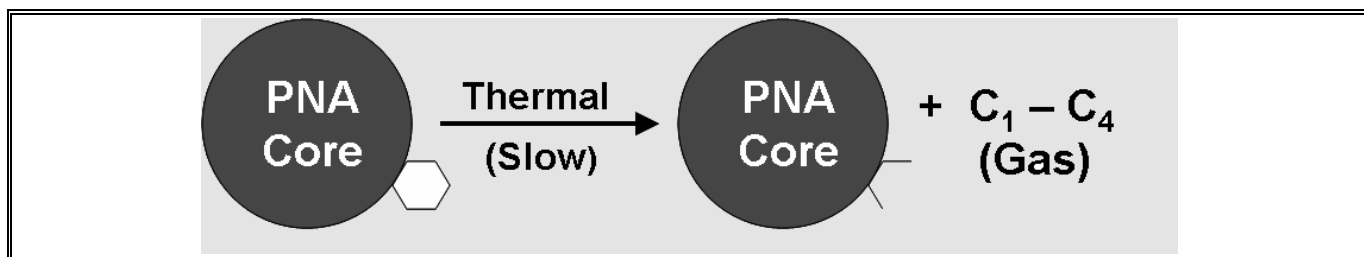 PNA
Core
Thermal
(Slow)
PNA
Core
+ C₁ – C₄
(Gas)